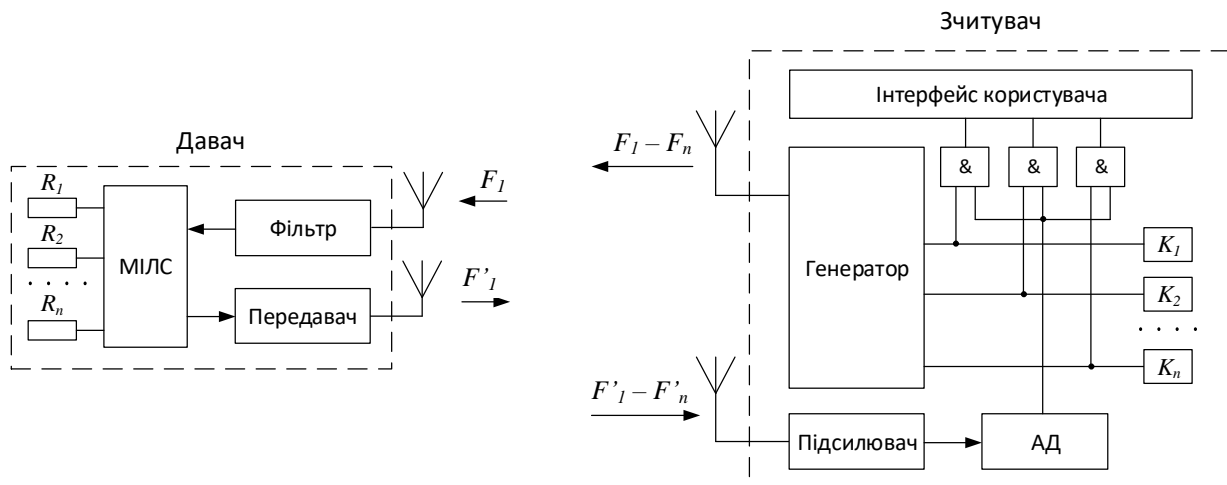 Зчитувач
Інтерфейс користувача
Давач
F₁ – Fₙ
& & &
R₁
F₁
Фільтр
R₂
МІЛС
K₁
Генератор
. . . .
F'₁
K₂
Rₙ
Передавач
. . . .
F'₁ – F'ₙ
Kₙ
Підсилювач
АД